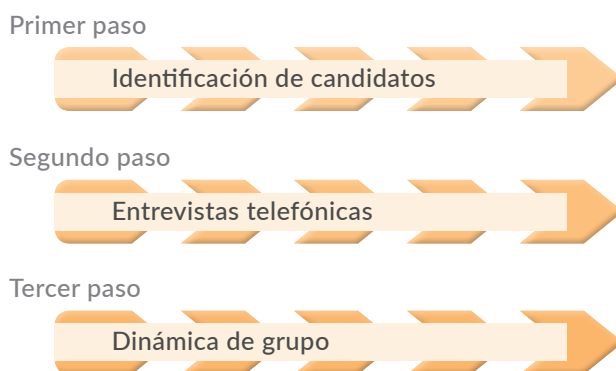 Primer paso
Identificación de candidatos
Segundo paso
Entrevistas telefónicas
Tercer paso
Dinámica de grupo